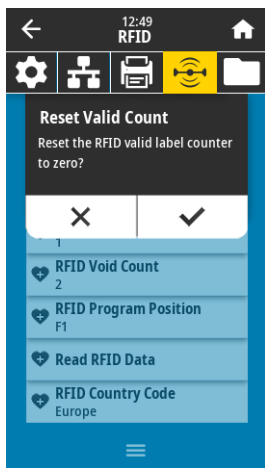 12:49
RFID
Reset Valid Count
Reset the RFID valid label counter
to zero?
1
RFID Void Count
2
RFID Program Position
F1
Read RFID Data
RFID Country Code
Europe